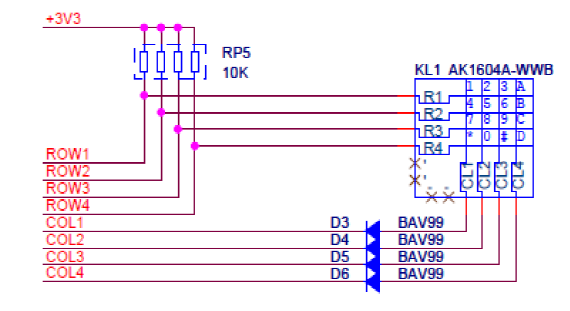 +3V3
RP5
10K
KL1 AK1604A-WWB
1 2 3 A
R1
4 5 6 B
R2
7 8 9 C
R3
* 0 # D
R4
CL1 CL2 CL3 CL4
ROW1
ROW2
ROW3
ROW4
COL1 D3 BAV99
COL2 D4 BAV99
COL3 D5 BAV99
COL4 D6 BAV99